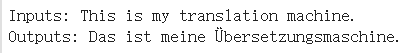 Inputs: This is my translation machine.
Outputs: Das ist meine Übersetzungsmaschine.